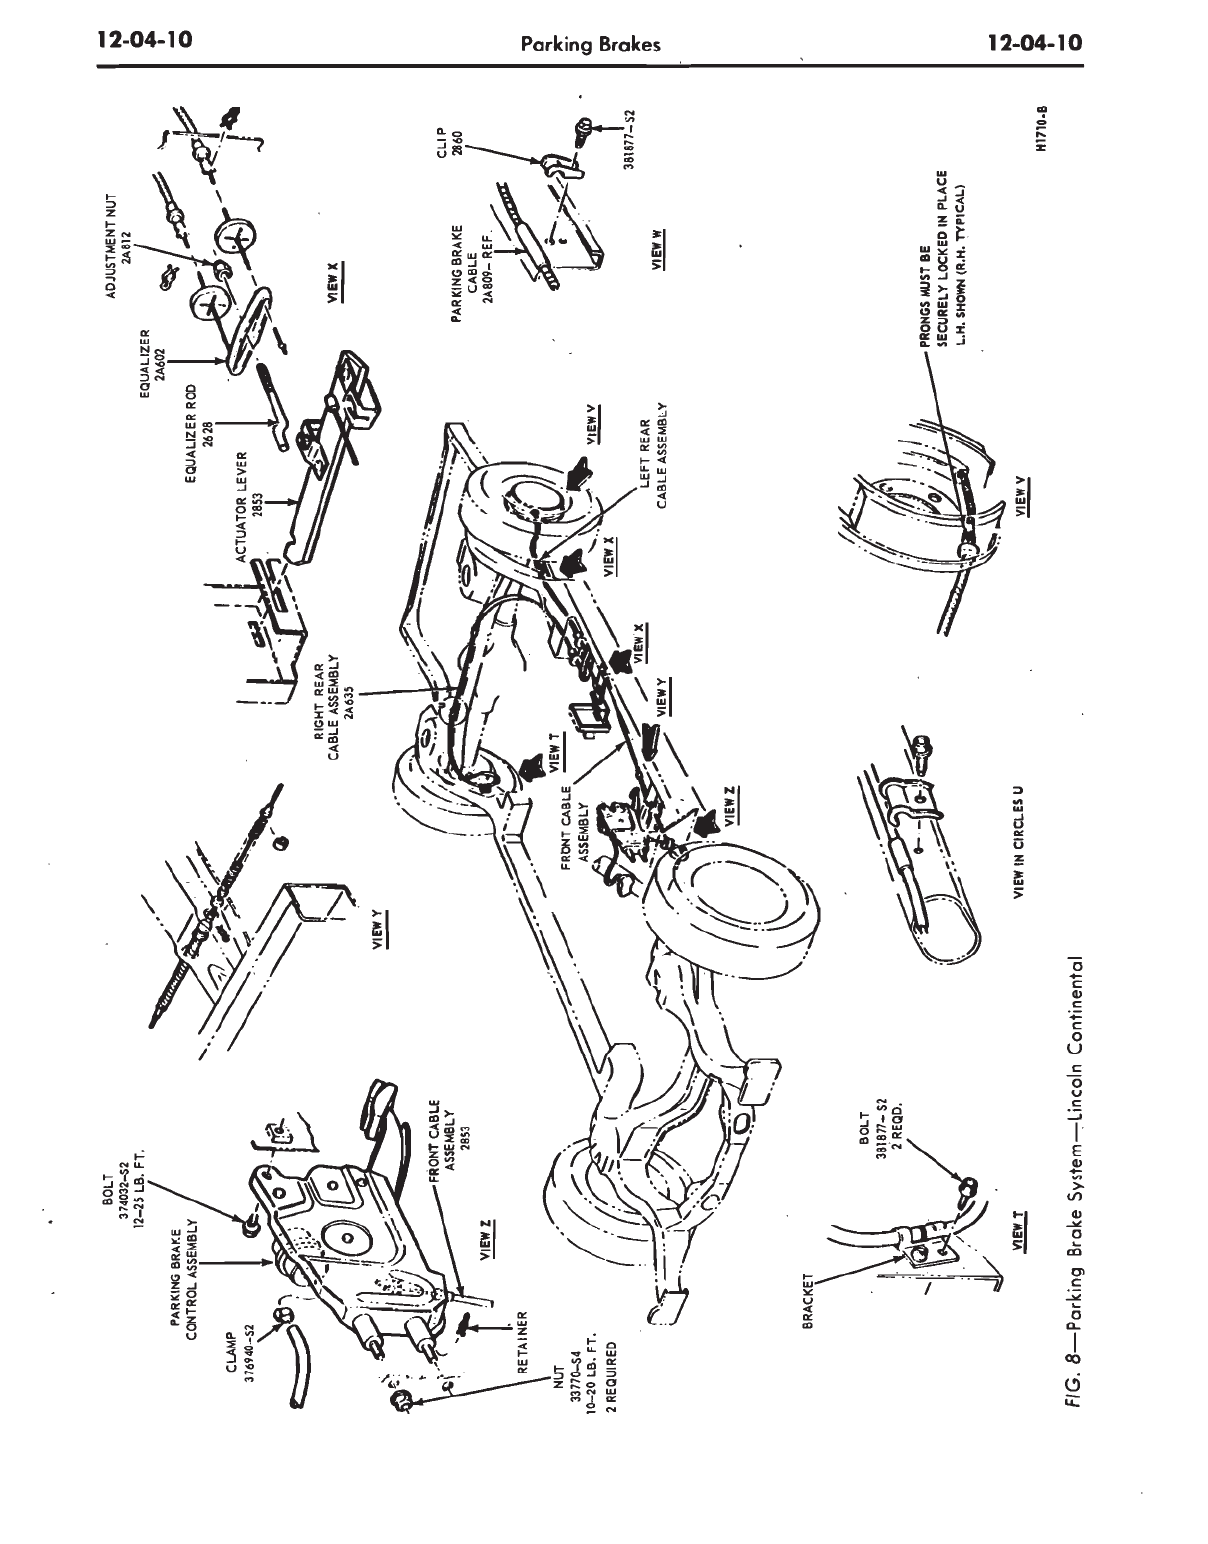 12-04-10
Parking Brakes
12-04-10
BOLT
374032-S2
12-25 LB. FT.
PARKING BRAKE
CONTROL ASSEMBLY
CLAMP
376940-S2
FRONT CABLE
ASSEMBLY
2853
VIEW Z
RETAINER
NUT
33770-S4
10-20 LB. FT.
2 REQUIRED
VIEW Y
ADJUSTMENT NUT
2A812
EQUALIZER
2A602
EQUALIZER ROD
2628
ACTUATOR LEVER
2853
VIEW X
RIGHT REAR
CABLE ASSEMBLY
2A635
CLIP
2860
PARKING BRAKE
CABLE
2A809-REF.
381877-S2
VIEW W
VIEW T
FRONT CABLE
ASSEMBLY
VIEW Z
VIEW Y
VIEW X
VIEW X
VIEW V
LEFT REAR
CABLE ASSEMBLY
BOLT
381877-S2
2 REQD.
BRACKET
VIEW T
VIEW IN CIRCLES U
PRONGS MUST BE
SECURELY LOCKED IN PLACE
L.H. SHOWN (R.H. TYPICAL)
VIEW V
H1710-B
FIG. 8—Parking Brake System—Lincoln Continental